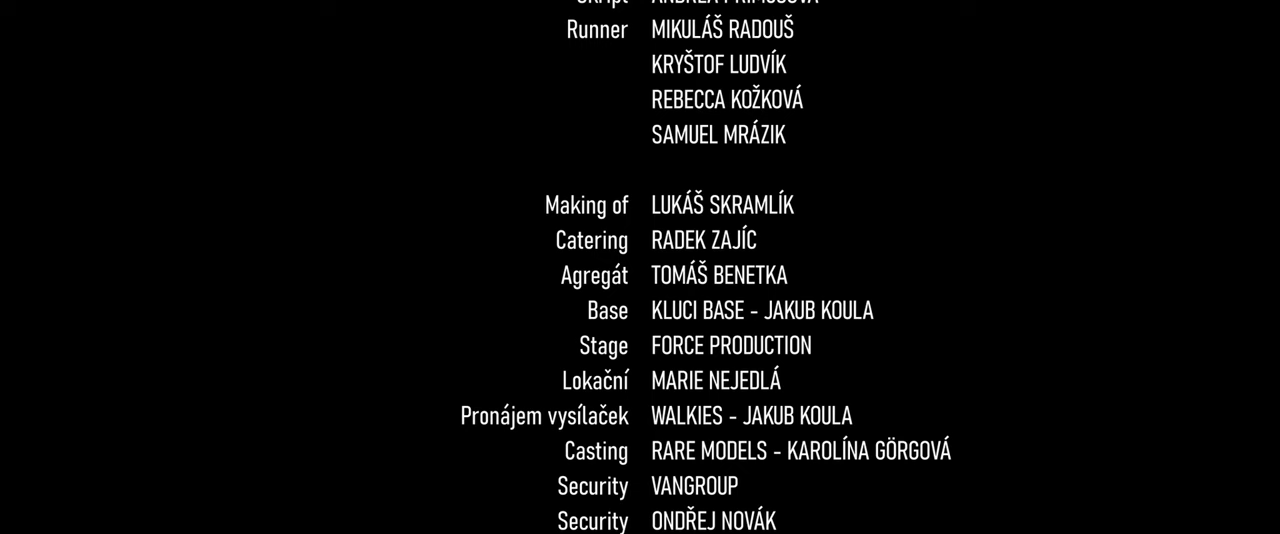 Runner MIKULÁŠ RADOUŠ
KRYŠTOF LUDVÍK
REBECCA KOŽKOVÁ
SAMUEL MRÁZIK
Making of LUKÁŠ SKRAMLÍK
Catering RADEK ZAJÍC
Agregát TOMÁŠ BENETKA
Base KLUCI BASE - JAKUB KOULA
Stage FORCE PRODUCTION
Lokační MARIE NEJEDLÁ
Pronájem vysílaček WALKIES - JAKUB KOULA
Casting RARE MODELS - KAROLÍNA GÖRGOVÁ
Security VANGROUP
Security ONDŘEJ NOVÁK